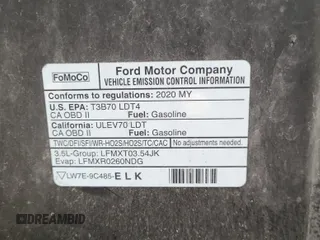 FoMoCo
Ford Motor Company
VEHICLE EMISSION CONTROL INFORMATION
Conforms to regulations: 2020 MY
U.S. EPA: T3B70 LDT4
CA OBD II Fuel: Gasoline
California: ULEV70 LDT
CA OBD II Fuel: Gasoline
TWC/DFI/SFI/WR-HO2S/HO2S/TC/CAC
No adjustments needed.
3.5L-Group: LFMXT03.54JK
Evap: LFMXR0260NDG
LW7E-9C485-ELK
DREAMBID